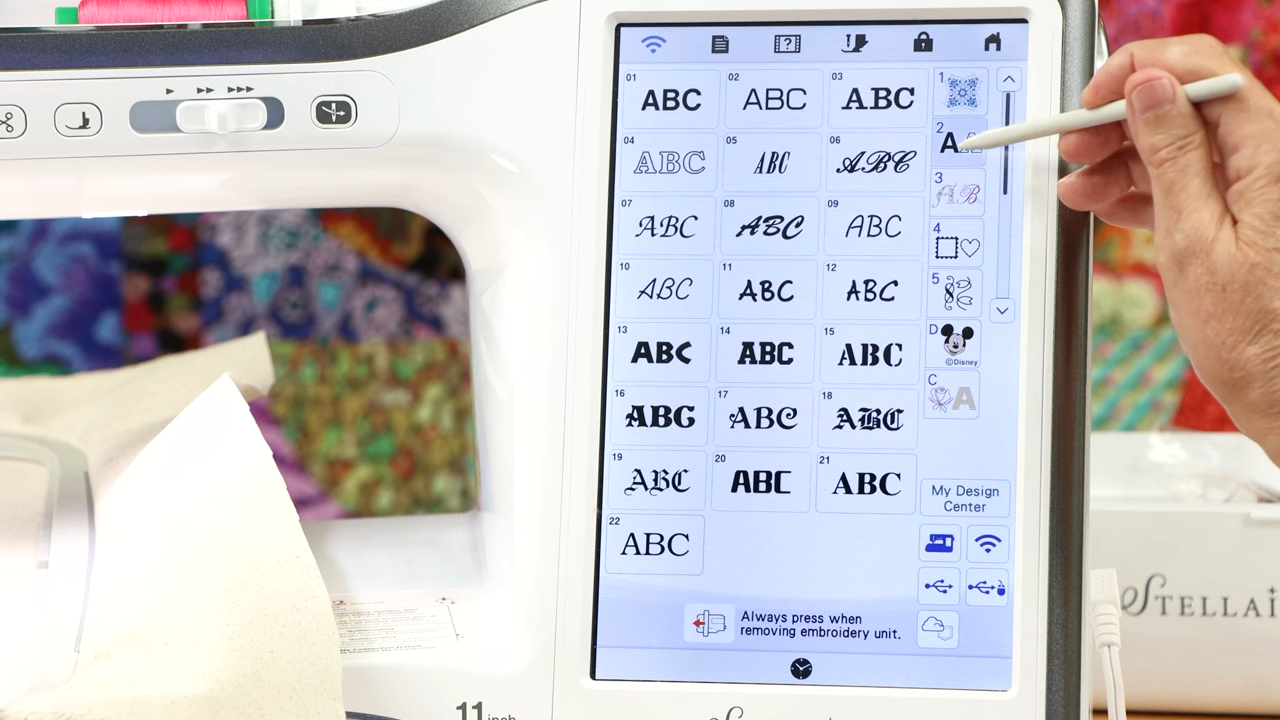 01 02 03
ABC ABC ABC
04 05 06
ABC ABC ABC
07 08 09
ABC ABC ABC
10 11 12
ABC ABC ABC
13 14 15
ABC ABC ABC
16 17 18
ABC ABC ABC
19 20 21
ABC ABC ABC
22
ABC
1
2
A A
3
A B
4
5
D
©Disney
C
A
My Design
Center
Always press when
removing embroidery unit.
11 inch
STELLAI